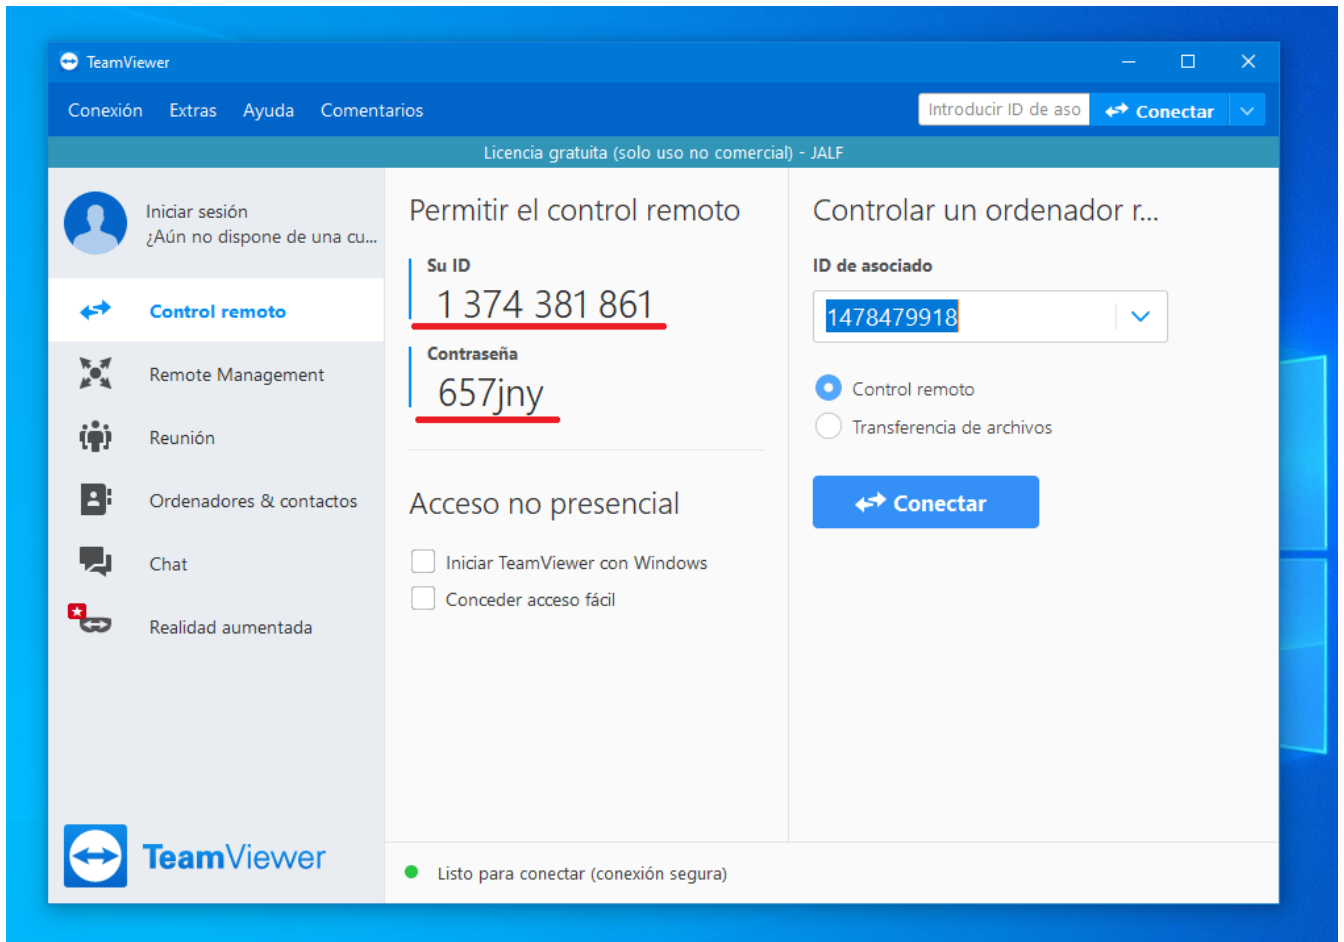 TeamViewer
Conexión Extras Ayuda Comentarios
Introducir ID de aso
Conectar
Licencia gratuita (solo uso no comercial) - JALF
Iniciar sesión
¿Aún no dispone de una cu...
Control remoto
Remote Management
Reunión
Ordenadores & contactos
Chat
Realidad aumentada
TeamViewer
Permitir el control remoto
Su ID
1 374 381 861
Contraseña
657jny
Acceso no presencial
Iniciar TeamViewer con Windows
Conceder acceso fácil
Controlar un ordenador r...
ID de asociado
1478479918
Control remoto
Transferencia de archivos
Conectar
Listo para conectar (conexión segura)